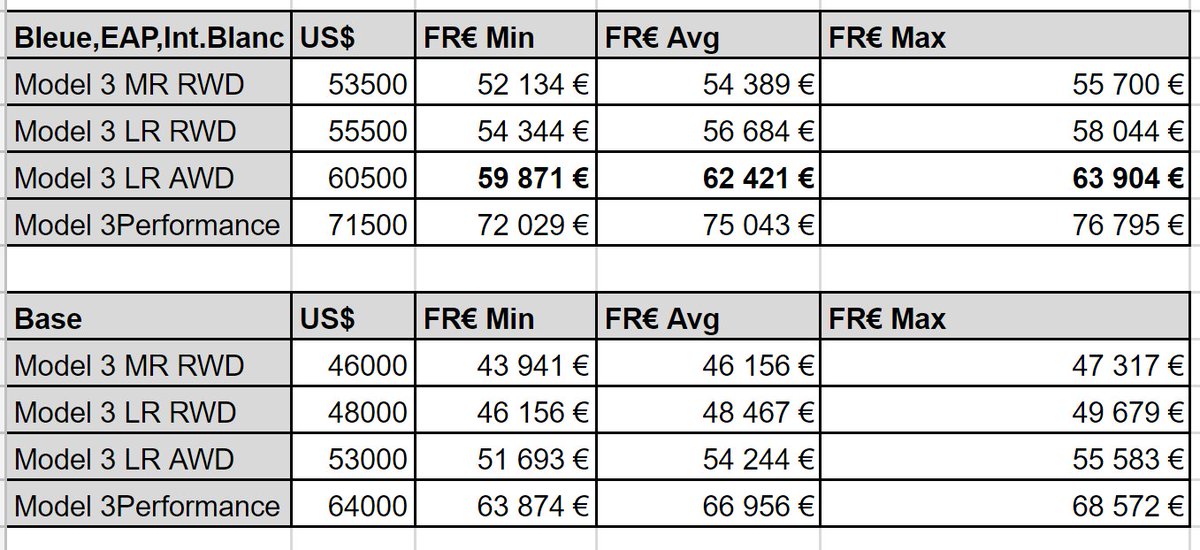 Bleue,EAP,Int.Blanc US$ FR€ Min FR€ Avg FR€ Max
Model 3 MR RWD 53500 52 134 € 54 389 € 55 700 €
Model 3 LR RWD 55500 54 344 € 56 684 € 58 044 €
Model 3 LR AWD 60500 59 871 € 62 421 € 63 904 €
Model 3Performance 71500 72 029 € 75 043 € 76 795 €
Base US$ FR€ Min FR€ Avg FR€ Max
Model 3 MR RWD 46000 43 941 € 46 156 € 47 317 €
Model 3 LR RWD 48000 46 156 € 48 467 € 49 679 €
Model 3 LR AWD 53000 51 693 € 54 244 € 55 583 €
Model 3Performance 64000 63 874 € 66 956 € 68 572 €